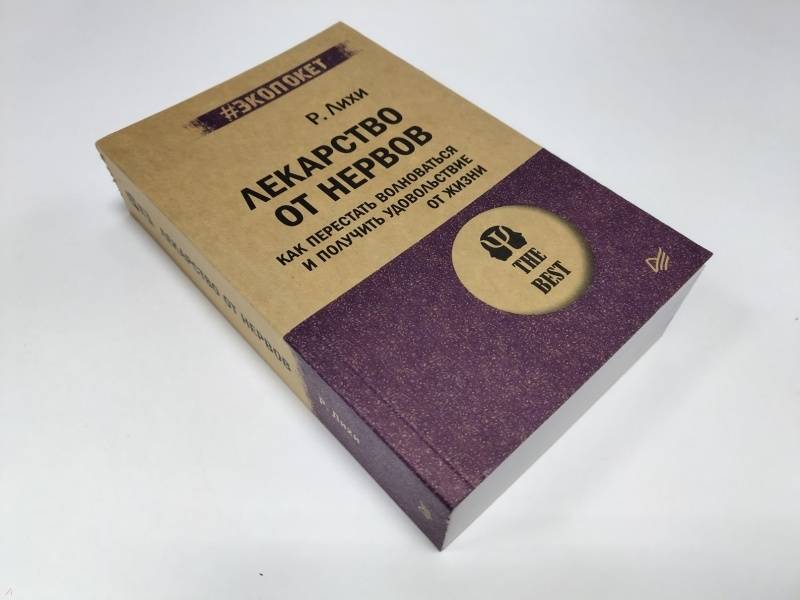 #ЭКОПОКЕТ
Р. ЛИХИ
ЛЕКАРСТВО
ОТ НЕРВОВ
КАК ПЕРЕСТАТЬ ВОЛНОВАТЬСЯ
И ПОЛУЧИТЬ УДОВОЛЬСТВИЕ
ОТ ЖИЗНИ
THE
BEST
ЛЕКАРСТВО ОТ НЕРВОВ
Р. ЛИХИ